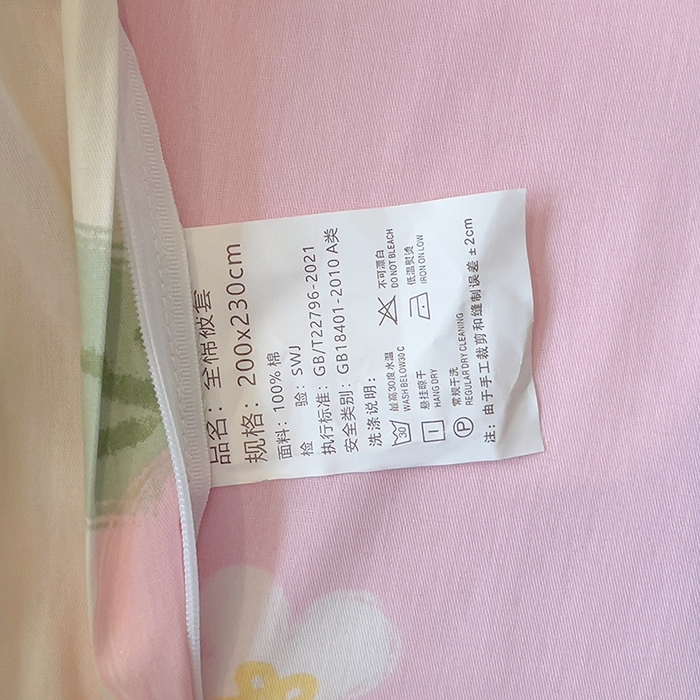 品名：全棉被套
规格：200x230cm
面料：100% 棉
检 验：SWJ
执行标准：GB/T22796-2021
安全类别：GB18401-2010 A类
洗涤说明：
30 最高30度水温 不可漂白
WASH BELOW30C DO NOT BLEACH
悬挂晾干 低温熨烫
HANG DRY IRON ON LOW
P 常规干洗
REGULAR DRY CLEANING
注：由于手工裁剪和缝制误差±2cm